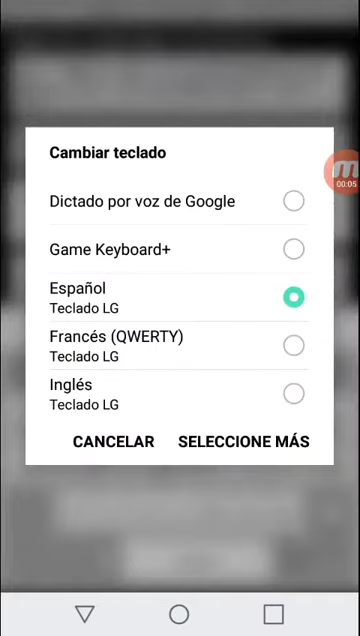 Cambiar teclado
00:05
Dictado por voz de Google
Game Keyboard+
Español
Teclado LG
Francés (QWERTY)
Teclado LG
Inglés
Teclado LG
CANCELAR SELECCIONE MÁS